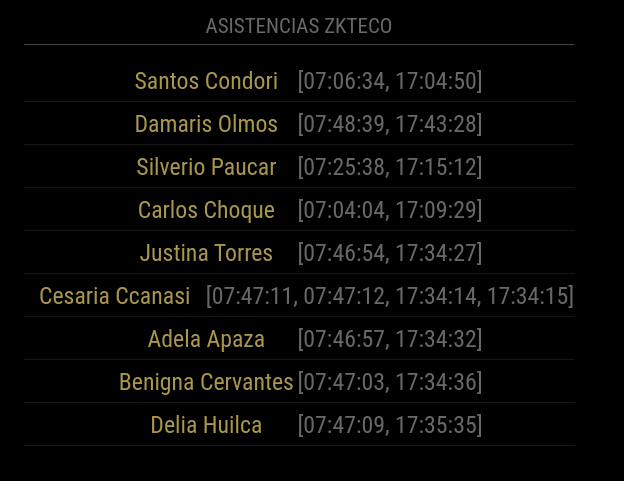 ASISTENCIAS ZKTECO
Santos Condori [07:06:34, 17:04:50]
Damaris Olmos [07:48:39, 17:43:28]
Silverio Paucar [07:25:38, 17:15:12]
Carlos Choque [07:04:04, 17:09:29]
Justina Torres [07:46:54, 17:34:27]
Cesaria Ccanasi [07:47:11, 07:47:12, 17:34:14, 17:34:15]
Adela Apaza [07:46:57, 17:34:32]
Benigna Cervantes [07:47:03, 17:34:36]
Delia Huilca [07:47:09, 17:35:35]